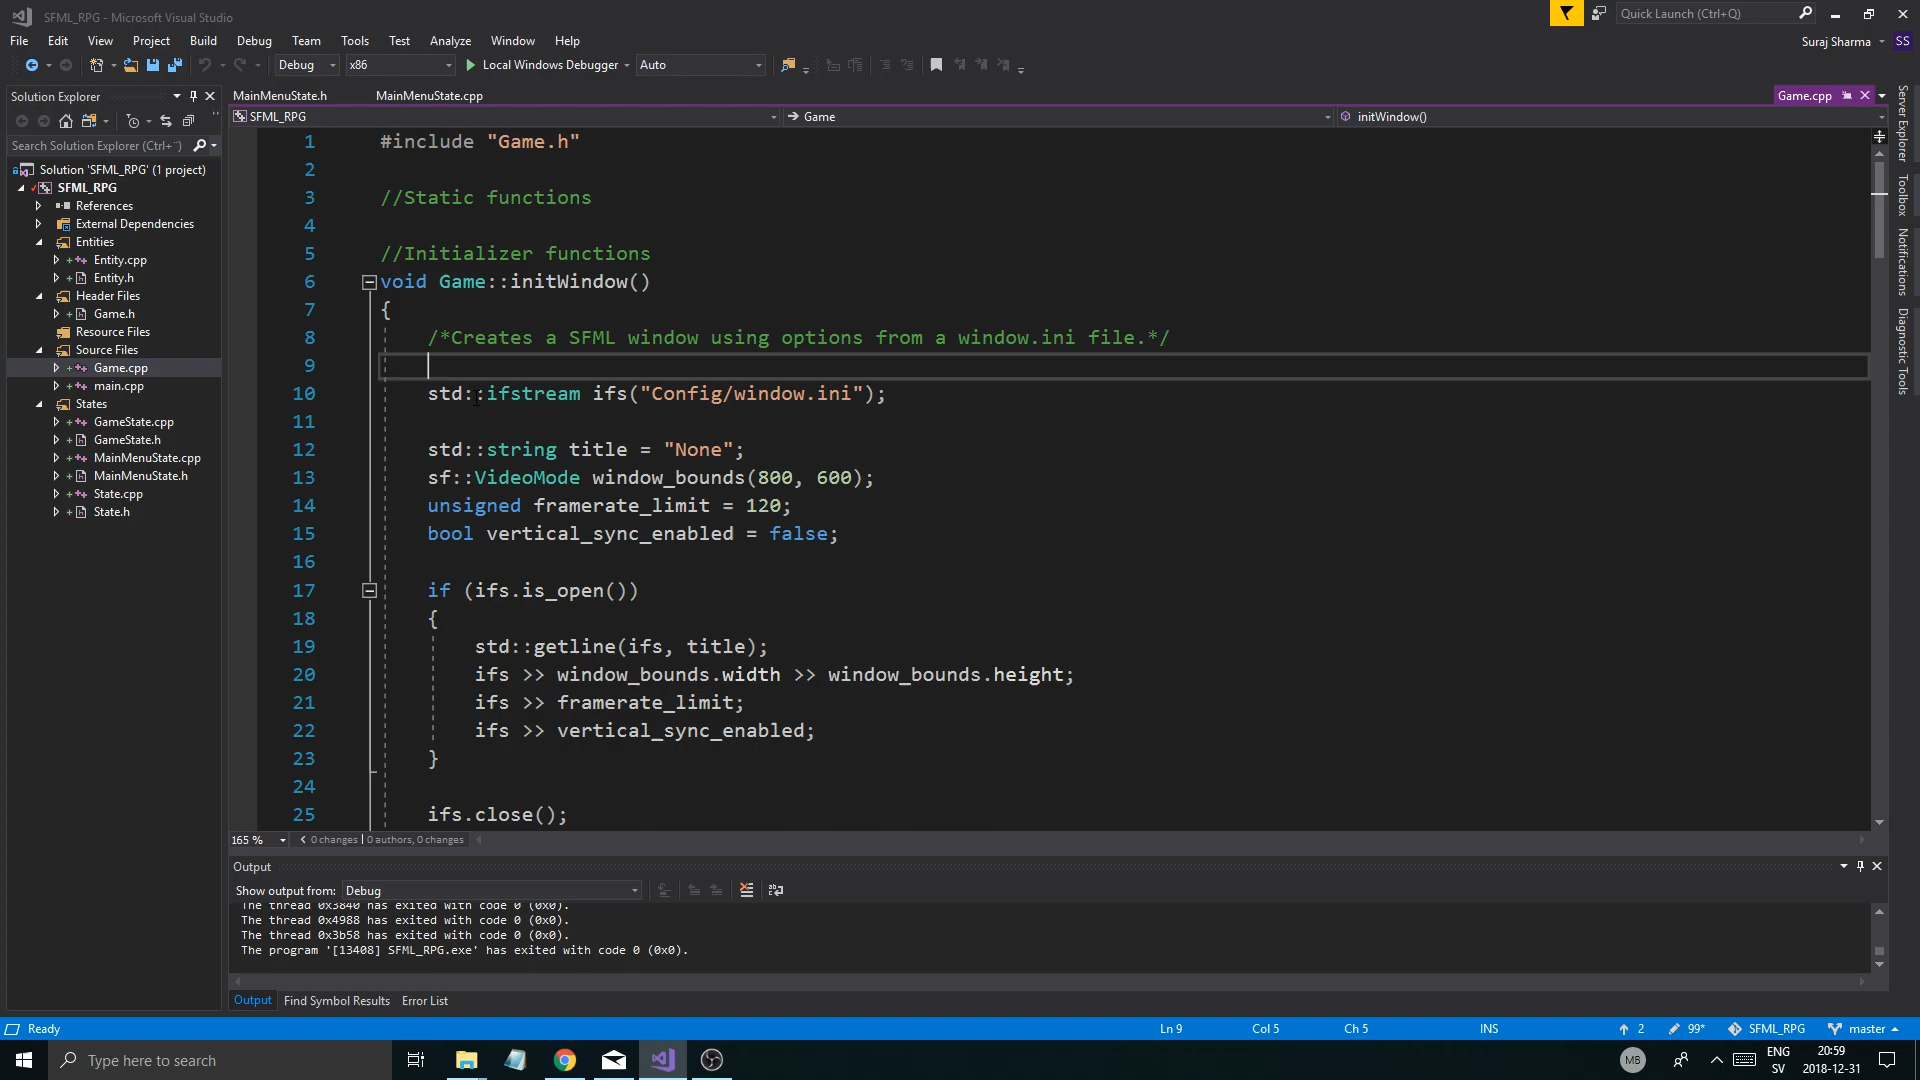 SFML_RPG - Microsoft Visual Studio
Quick Launch (Ctrl+Q)
File Edit View Project Build Debug Team Tools Test Analyze Window Help
Suraj Sharma SS
Debug x86 Local Windows Debugger Auto
Solution Explorer
MainMenuState.h MainMenuState.cpp Game.cpp
SFML_RPG Game initWindow()
Search Solution Explorer (Ctrl+¨)
Solution 'SFML_RPG' (1 project)
SFML_RPG
References
External Dependencies
Entities
Entity.cpp
Entity.h
Header Files
Game.h
Resource Files
Source Files
Game.cpp
main.cpp
States
GameState.cpp
GameState.h
MainMenuState.cpp
MainMenuState.h
State.cpp
State.h
1 #include "Game.h"
2
3 //Static functions
4
5 //Initializer functions
6 void Game::initWindow()
7 {
8 /*Creates a SFML window using options from a window.ini file.*/
9
10 std::ifstream ifs("Config/window.ini");
11
12 std::string title = "None";
13 sf::VideoMode window_bounds(800, 600);
14 unsigned framerate_limit = 120;
15 bool vertical_sync_enabled = false;
16
17 if (ifs.is_open())
18 {
19 std::getline(ifs, title);
20 ifs >> window_bounds.width >> window_bounds.height;
21 ifs >> framerate_limit;
22 ifs >> vertical_sync_enabled;
23 }
24
25 ifs.close();
Server Explorer
Toolbox
Notifications
Diagnostic Tools
165 % 0 changes | 0 authors, 0 changes
Output
Show output from: Debug
The thread 0x3840 has exited with code 0 (0x0).
The thread 0x4988 has exited with code 0 (0x0).
The thread 0x3b58 has exited with code 0 (0x0).
The program '[13408] SFML_RPG.exe' has exited with code 0 (0x0).
Output Find Symbol Results Error List
Ready Ln 9 Col 5 Ch 5 INS 2 99* SFML_RPG master
Type here to search
MB
ENG
SV
20:59
2018-12-31